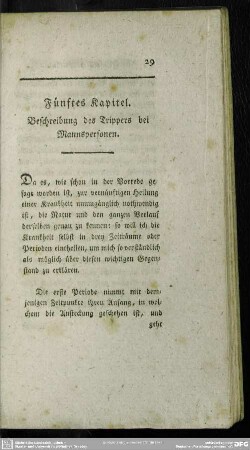 29
Fünftes Kapitel.
Beschreibung des Trippers bei
Mannspersonen.
Da es, wie schon in der Vorrede ge-
sagt worden ist, zur vernünftigen Heilung
einer Krankheit unumgänglich nothwendig
ist, die Natur und den ganzen Verlauf
derselben genau zu kennen: so will ich die
Krankheit selbst in drey Zeiträume oder
Perioden eintheilen, um mich so verständlich
als möglich über diesen wichtigen Gegen-
stand zu erklären.
Die erste Periode nimmt mit dem-
jenigen Zeitpunkte ihren Anfang, in wel-
chem die Ansteckung geschehen ist, und
geht